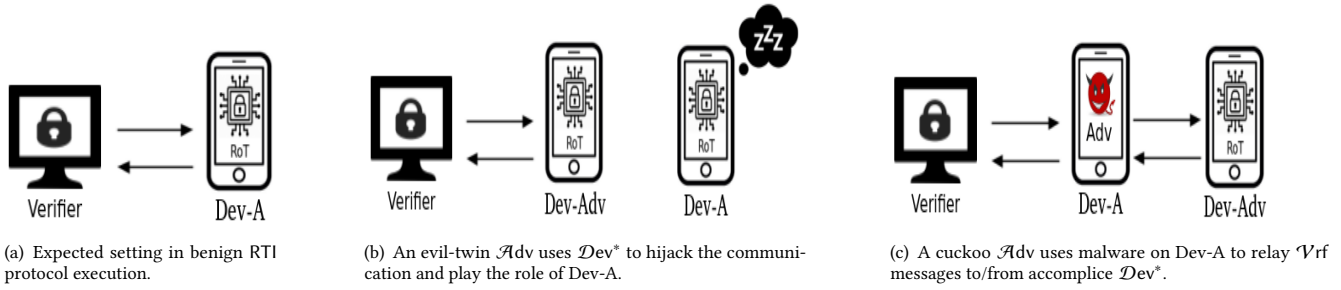 RoT
Verifier
Dev-A
(a) Expected setting in benign RTI
protocol execution.
zzz
RoT
RoT
Verifier
Dev-Adv
Dev-A
(b) An evil-twin 𝒜dv uses 𝒟ev* to hijack the communi-
cation and play the role of Dev-A.
Adv
RoT
Verifier
Dev-A
Dev-Adv
(c) A cuckoo 𝒜dv uses malware on Dev-A to relay 𝒱rf
messages to/from accomplice 𝒟ev*.